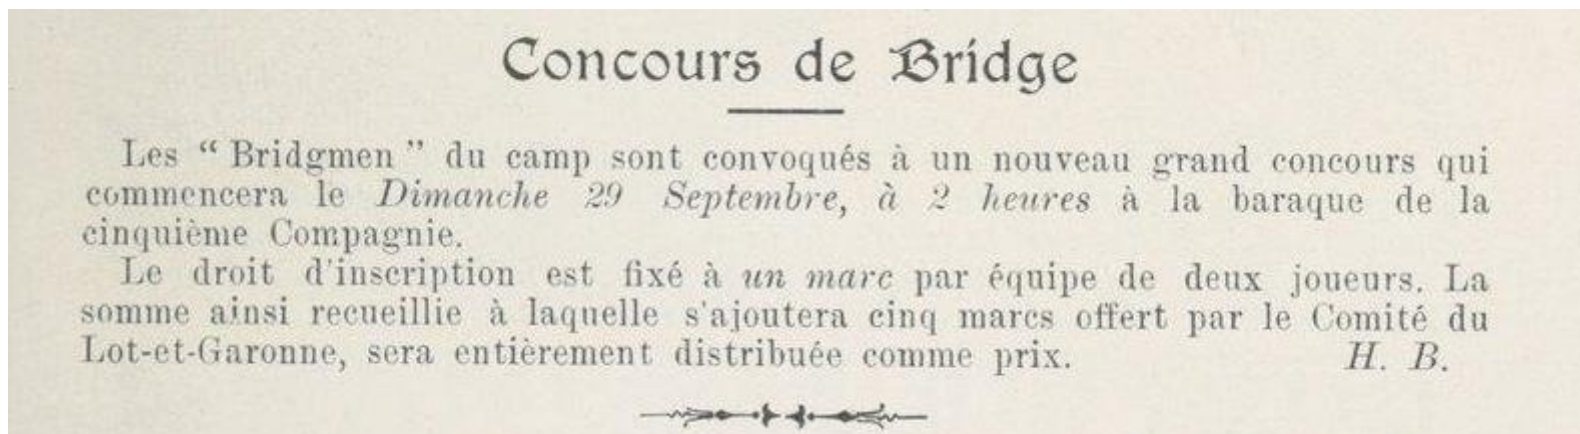 Concours de Bridge
Les “ Bridgmen ” du camp sont convoqués à un nouveau grand concours qui
commencera le Dimanche 29 Septembre, à 2 heures à la baraque de la
cinquième Compagnie.
Le droit d'inscription est fixé à un marc par équipe de deux joueurs. La
somme ainsi recueillie à laquelle s'ajoutera cinq marcs offert par le Comité du
Lot-et-Garonne, sera entièrement distribuée comme prix. H. B.